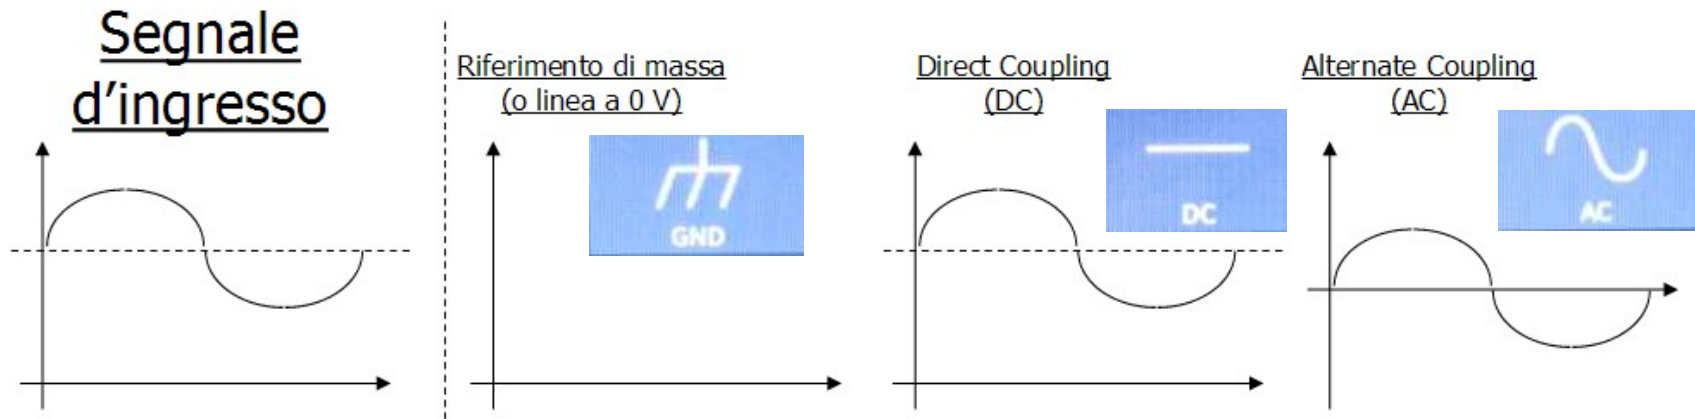 Segnale
d'ingresso
Riferimento di massa
(o linea a 0 V)
GND
Direct Coupling
(DC)
DC
Alternate Coupling
(AC)
AC